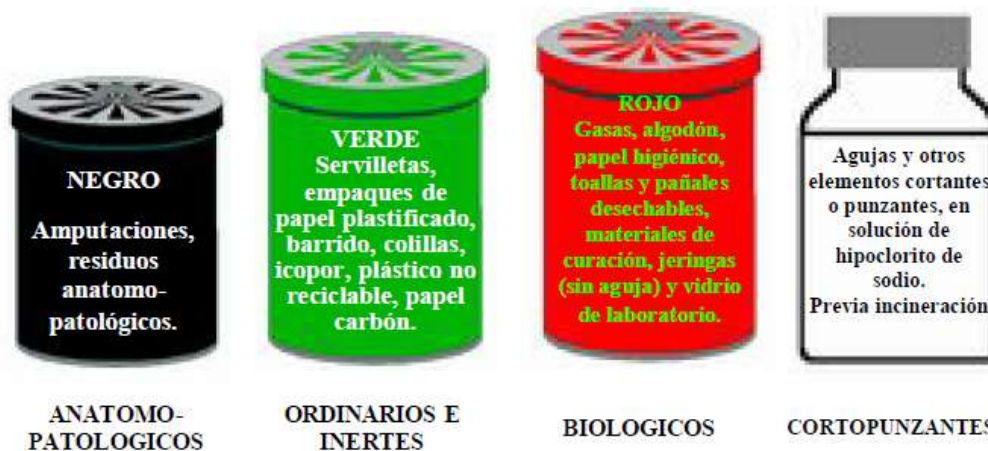 NEGRO
Amputaciones,
residuos
anatomo-
patológicos.
ANATOMO-
PATOLOGICOS
VERDE
Servilletas,
empaques de
papel plastificado,
barrido, colillas,
icopor, plástico no
reciclable, papel
carbón.
ORDINARIOS E
INERTES
ROJO
Gasas, algodón,
papel higiénico,
toallas y pañales
desechables,
materiales de
curación, jeringas
(sin aguja) y vidrio
de laboratorio.
BIOLOGICOS
Agujas y otros
elementos cortantes
o punzantes, en
solución de
hipoclorito de
sodio.
Previa incineración
CORTOPUNZANTES